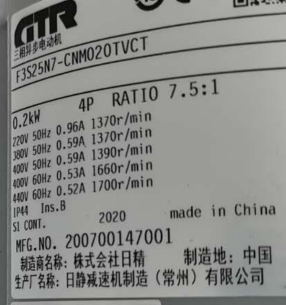 GTR
三相异步电动机
F3S25N7-CNM020TVCT
0.2kW 4P RATIO 7.5:1
220V 50Hz 0.96A 1370r/min
380V 50Hz 0.59A 1370r/min
400V 50Hz 0.59A 1390r/min
400V 60Hz 0.53A 1660r/min
440V 60Hz 0.52A 1700r/min
IP44 Ins.B
S1 CONT. 2020 made in China
MFG.NO. 200700147001
制造商名称: 株式会社日精 制造地: 中国
生产厂名称: 日静减速机制造（常州）有限公司